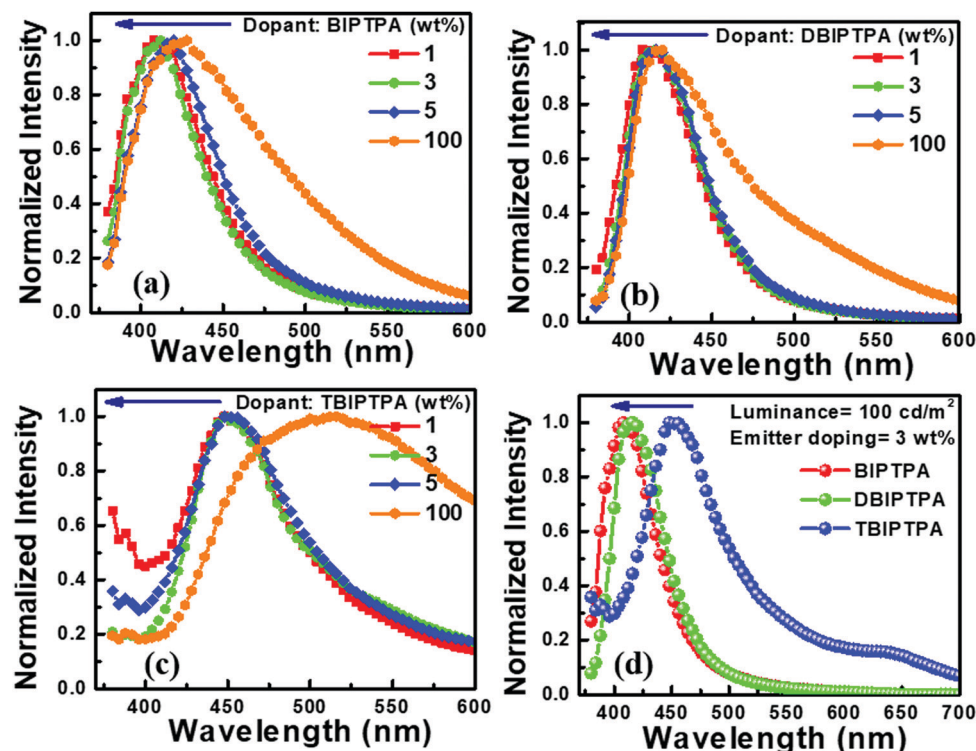 Dopant: BIPTPA (wt%)
1
3
5
100
1.0
0.8
0.6
0.4
0.2
0.0
Normalized Intensity
(a)
400
450
500
550
600
Wavelength (nm)
Dopant: DBIPTPA (wt%)
1
3
5
100
1.0
0.8
0.6
0.4
0.2
0.0
Normalized Intensity
(b)
400
450
500
550
600
Wavelength (nm)
Dopant: TBIPTPA (wt%)
1
3
5
100
1.0
0.8
0.6
0.4
0.2
0.0
Normalized Intensity
(c)
400
450
500
550
600
Wavelength (nm)
Luminance= 100 cd/m²
Emitter doping= 3 wt%
BIPTPA
DBIPTPA
TBIPTPA
1.0
0.8
0.6
0.4
0.2
0.0
Normalized Intensity
(d)
400
450
500
550
600
650
700
Wavelength (nm)